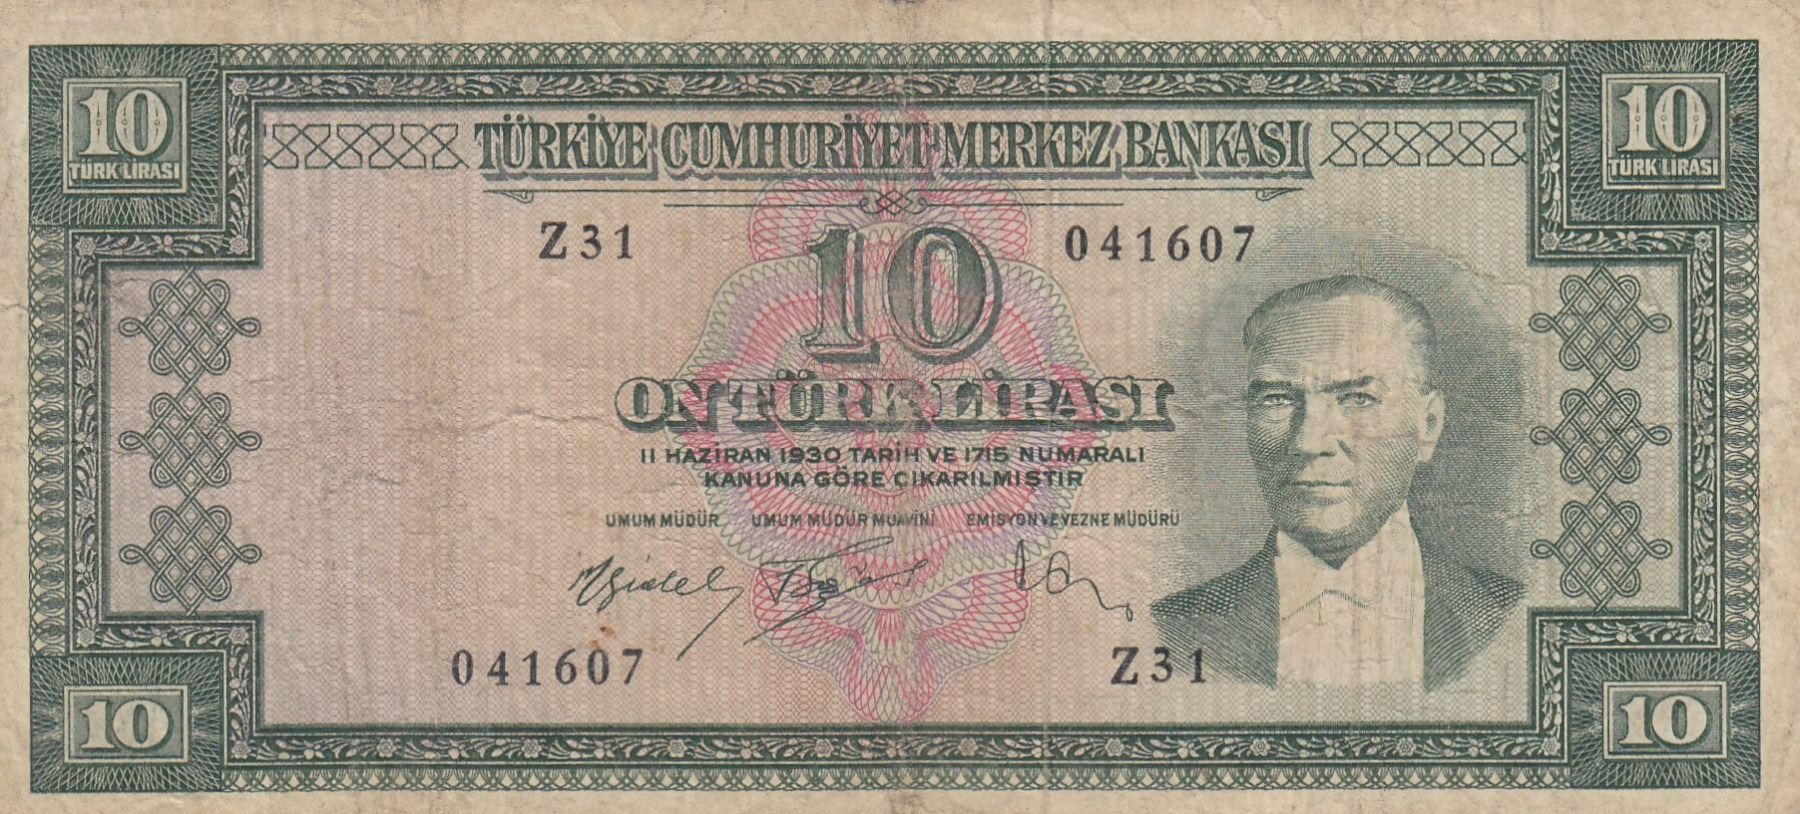 10 TÜRK LİRASI
10 TÜRK LİRASI
TÜRKİYE CUMHURİYET MERKEZ BANKASI
Z31 041607
10
ON TÜRK LİRASI
11 HAZİRAN 1930 TARİH VE 1715 NUMARALI
KANUNA GÖRE ÇIKARILMIŞTIR
UMUM MÜDÜR UMUM MÜDÜR MUAVİNİ EMİSYON VE VEZNE MÜDÜRÜ
041607 Z31
10 10